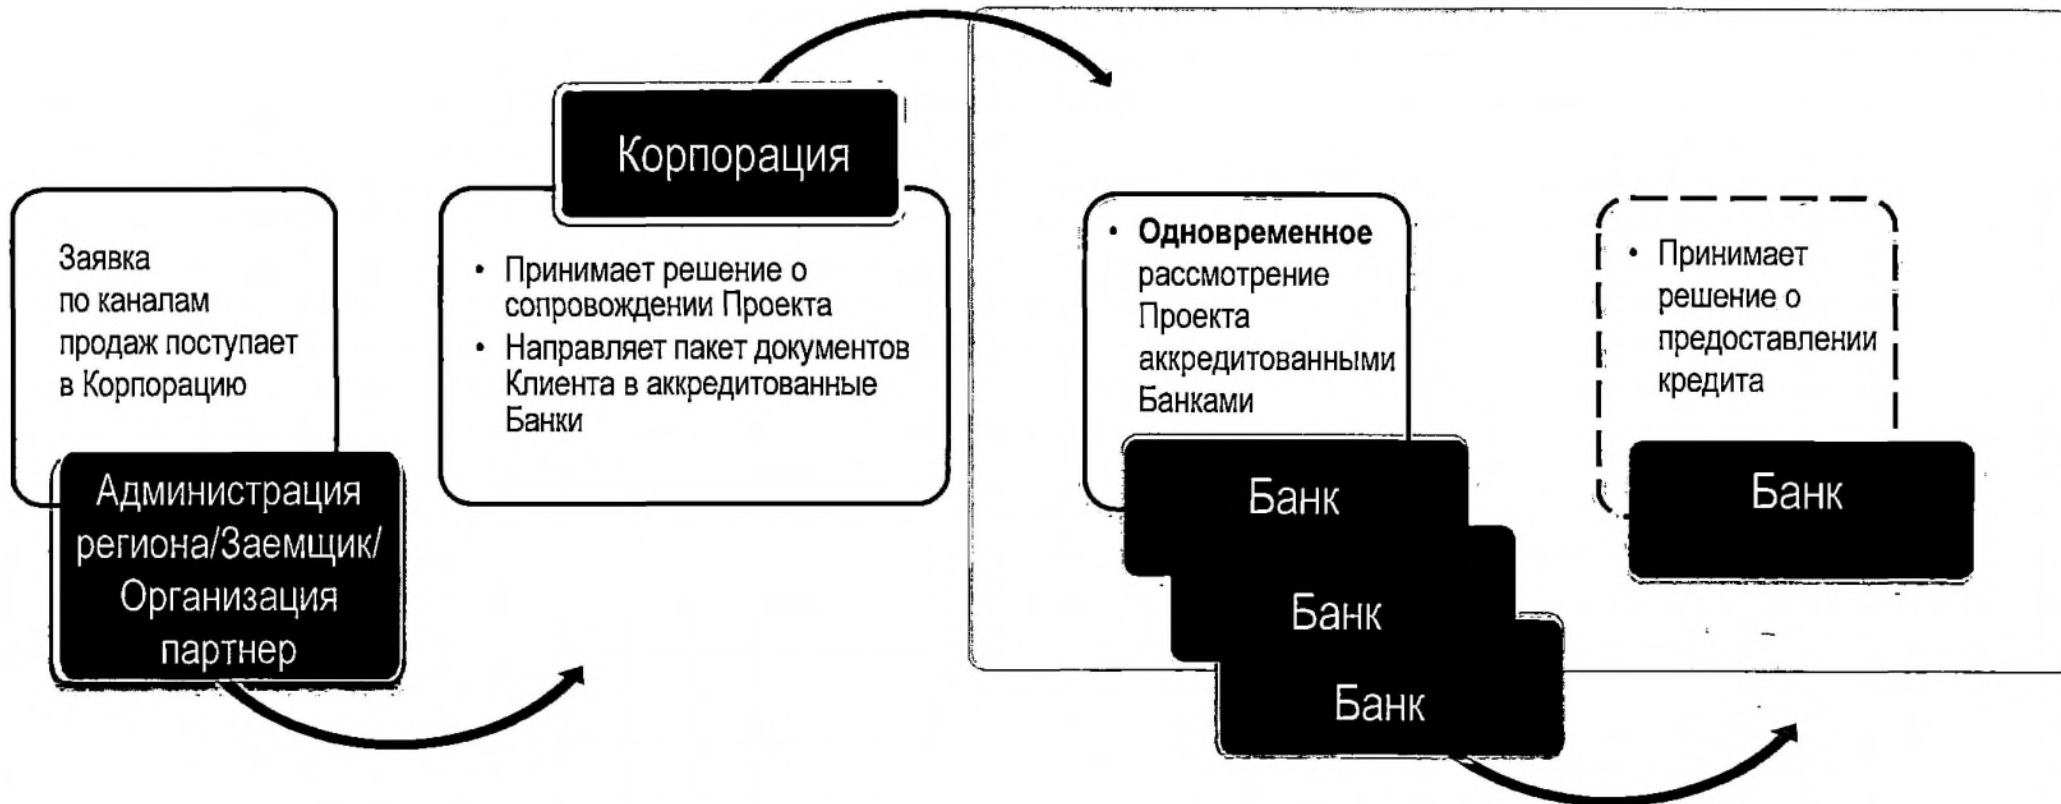 Заявка
по каналам
продаж поступает
в Корпорацию
Администрация
региона/Заемщик/
Организация
партнер
Корпорация
• Принимает решение о
сопровождении Проекта
• Направляет пакет документов
Клиента в аккредитованные
Банки
• Одновременное
рассмотрение
Проекта
аккредитованными
Банками
Банк
Банк
Банк
• Принимает
решение о
предоставлении
кредита
Банк